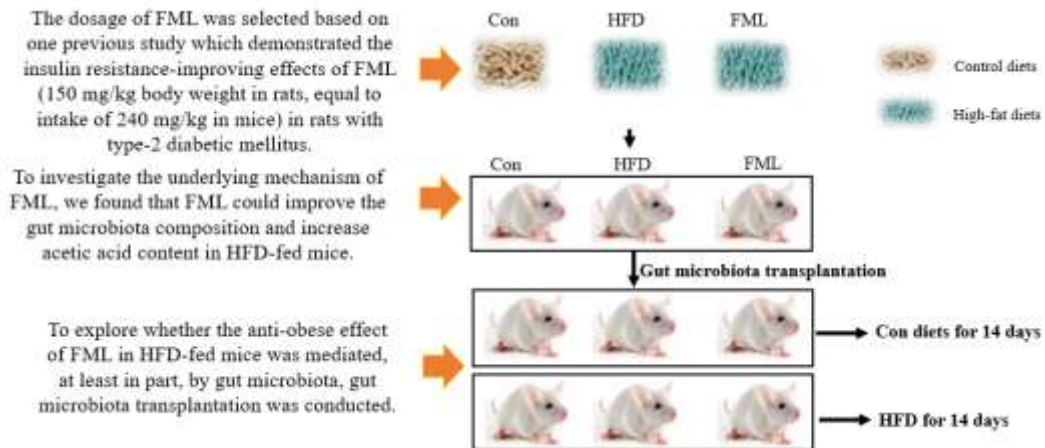 The dosage of FML was selected based on
one previous study which demonstrated the
insulin resistance-improving effects of FML
(150 mg/kg body weight in rats, equal to
intake of 240 mg/kg in mice) in rats with
type-2 diabetic mellitus.
Con HFD FML
Control diets
High-fat diets
To investigate the underlying mechanism of
FML, we found that FML could improve the
gut microbiota composition and increase
acetic acid content in HFD-fed mice.
Con HFD FML
Gut microbiota transplantation
To explore whether the anti-obese effect
of FML in HFD-fed mice was mediated,
at least in part, by gut microbiota, gut
microbiota transplantation was conducted.
Con diets for 14 days
HFD for 14 days